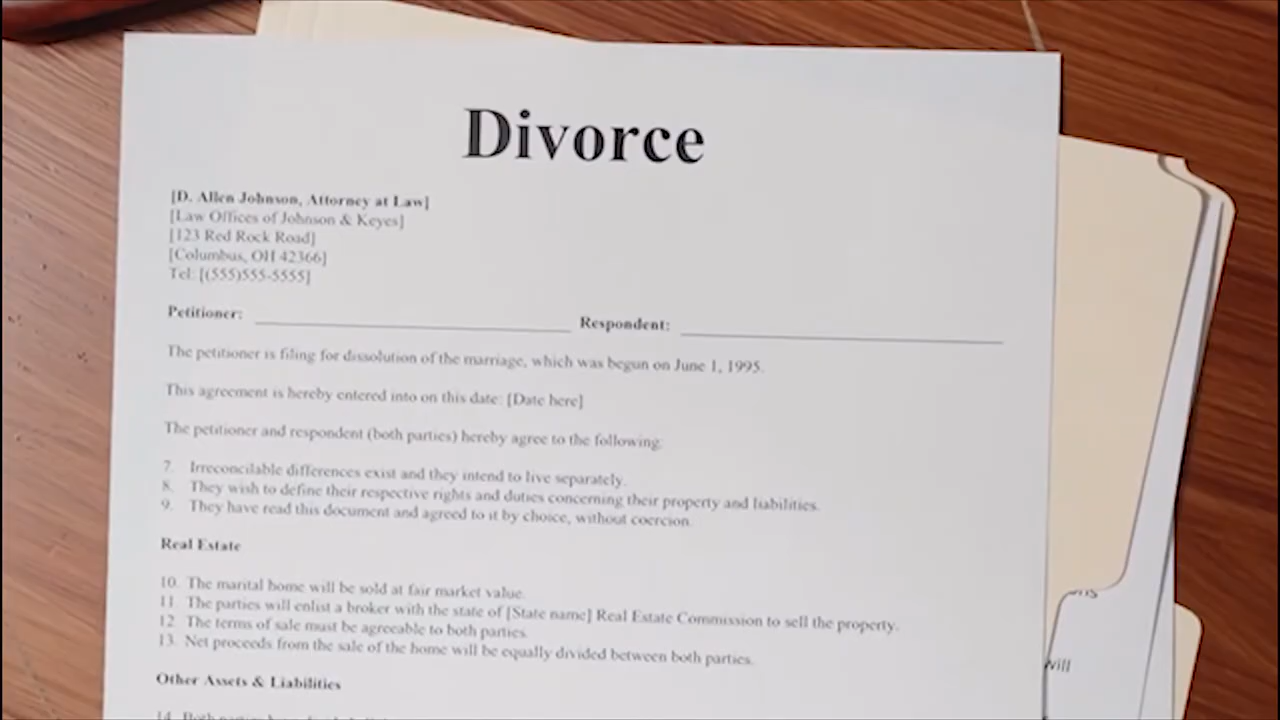 Divorce
[D. Allen Johnson, Attorney at Law]
[Law Offices of Johnson & Keyes]
[123 Red Rock Road]
[Columbus, OH 42366]
Tel: [(555)555-5555]
Petitioner: ____________________ Respondent: ____________________
The petitioner is filing for dissolution of the marriage, which was begun on June 1, 1995.
This agreement is hereby entered into on this date: [Date here]
The petitioner and respondent (both parties) hereby agree to the following:
7. Irreconcilable differences exist and they intend to live separately.
8. They wish to define their respective rights and duties concerning their property and liabilities.
9. They have read this document and agreed to it by choice, without coercion.
Real Estate
10. The marital home will be sold at fair market value.
11. The parties will enlist a broker with the state of [State name] Real Estate Commission to sell the property.
12. The terms of sale must be agreeable to both parties.
13. Net proceeds from the sale of the home will be equally divided between both parties.
will
Other Assets & Liabilities
14. Both